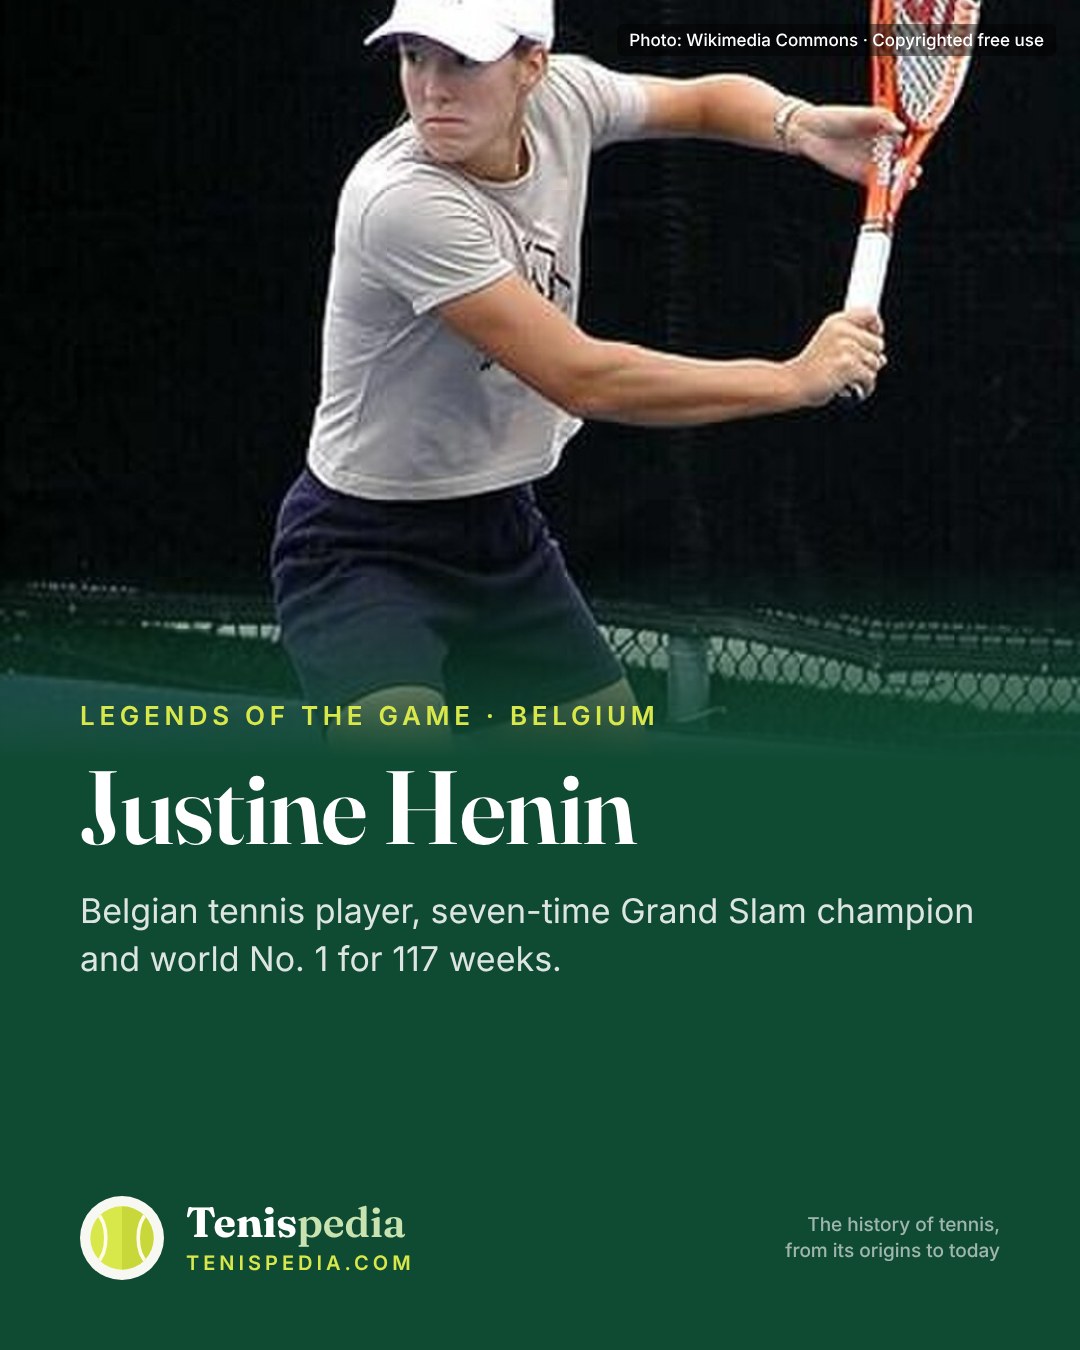 Photo: Wikimedia Commons · Copyrighted free use
LEGENDS OF THE GAME · BELGIUM
Justine Henin
Belgian tennis player, seven-time Grand Slam champion
and world No. 1 for 117 weeks.
Tenispedia
TENISPEDIA.COM
The history of tennis,
from its origins to today